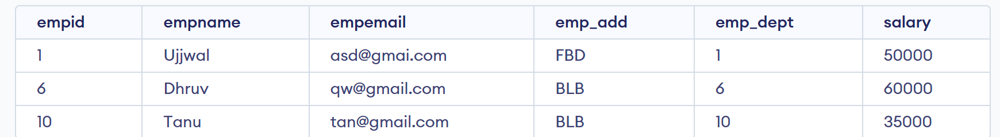 empid empname empemail emp_add emp_dept salary
1 Ujjwal asd@gmai.com FBD 1 50000
6 Dhruv qw@gmail.com BLB 6 60000
10 Tanu tan@gmail.com BLB 10 35000